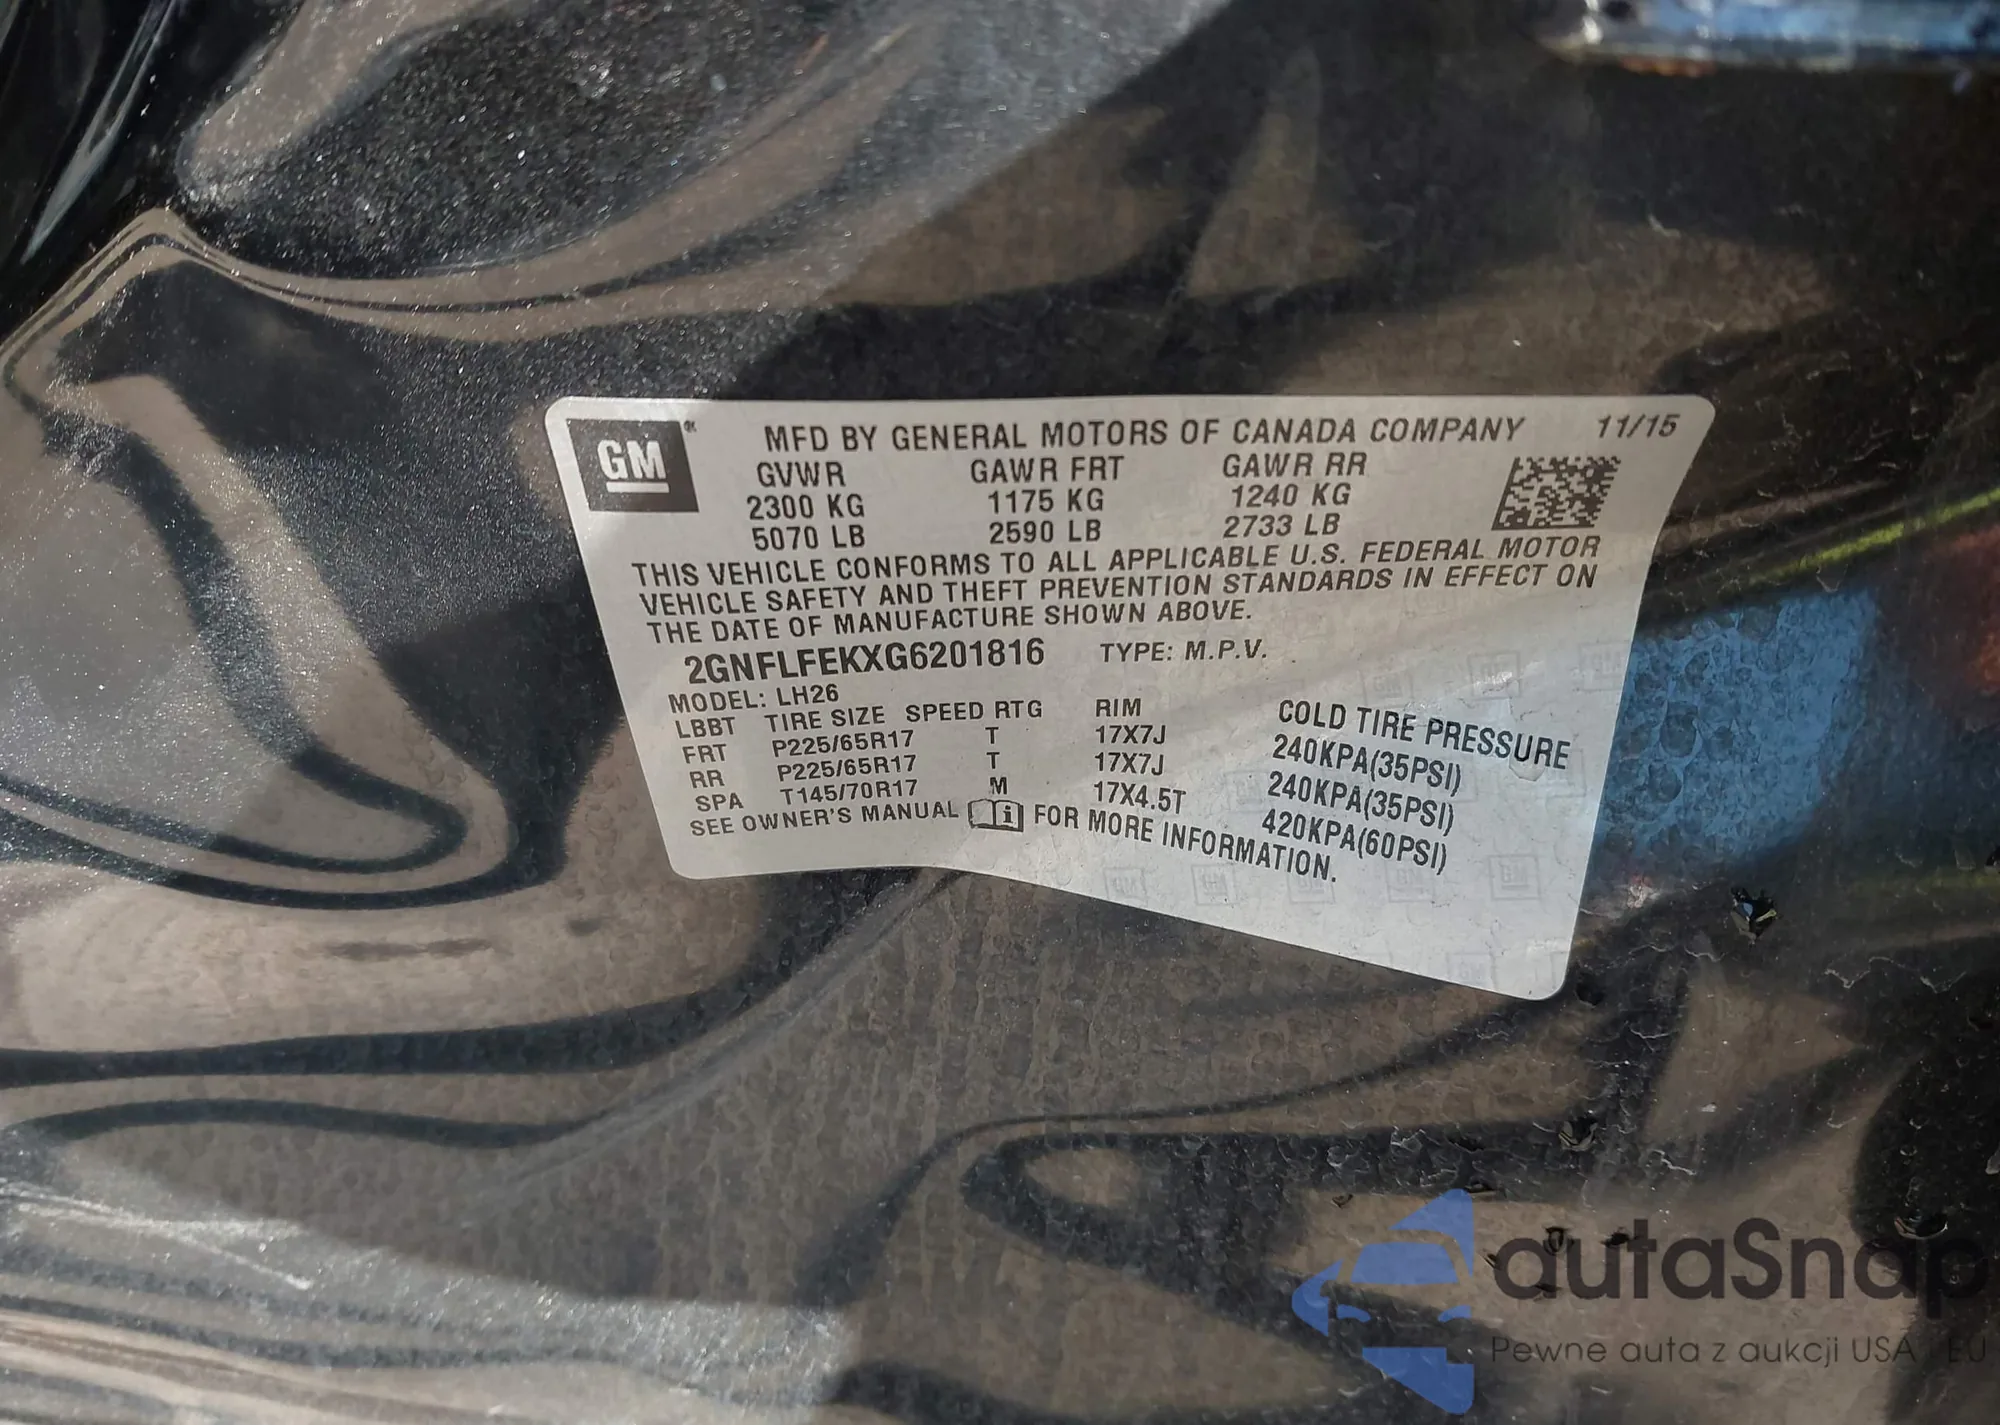 GM
MFD BY GENERAL MOTORS OF CANADA COMPANY 11/15
GVWR GAWR FRT GAWR RR
2300 KG 1175 KG 1240 KG
5070 LB 2590 LB 2733 LB
THIS VEHICLE CONFORMS TO ALL APPLICABLE U.S. FEDERAL MOTOR
VEHICLE SAFETY AND THEFT PREVENTION STANDARDS IN EFFECT ON
THE DATE OF MANUFACTURE SHOWN ABOVE.
2GNFLFEKXG6201816 TYPE: M.P.V.
MODEL: LH26
LBBT TIRE SIZE SPEED RTG RIM COLD TIRE PRESSURE
FRT P225/65R17 T 17X7J 240KPA(35PSI)
RR P225/65R17 T 17X7J 240KPA(35PSI)
SPA T145/70R17 M 17X4.5T 420KPA(60PSI)
SEE OWNER'S MANUAL i FOR MORE INFORMATION.
autaSnap
Pewne auta z aukcji USA i EU